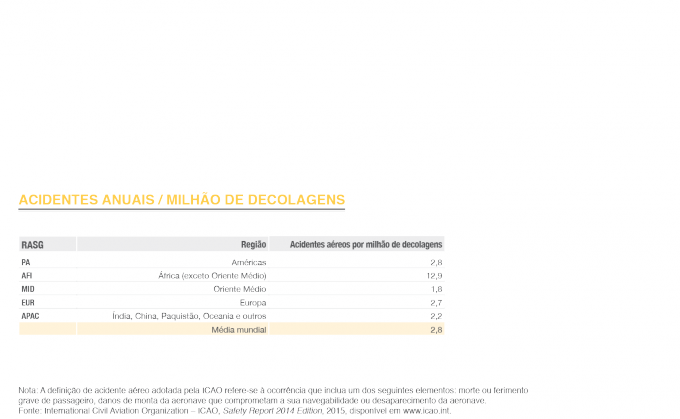 ACIDENTES ANUAIS / MILHÃO DE DECOLAGENS
RASG Região Acidentes aéreos por milhão de decolagens
PA Américas 2,8
AFI África (exceto Oriente Médio) 12,9
MID Oriente Médio 1,8
EUR Europa 2,7
APAC Índia, China, Paquistão, Oceania e outros 2,2
Média mundial 2,8
Nota: A definição de acidente aéreo adotada pela ICAO refere-se à ocorrência que inclua um dos seguintes elementos: morte ou ferimento
grave de passageiro, danos de monta da aeronave que comprometam a sua navegabilidade ou desaparecimento da aeronave.
Fonte: International Civil Aviation Organization – ICAO, Safety Report 2014 Edition, 2015, disponível em www.icao.int.